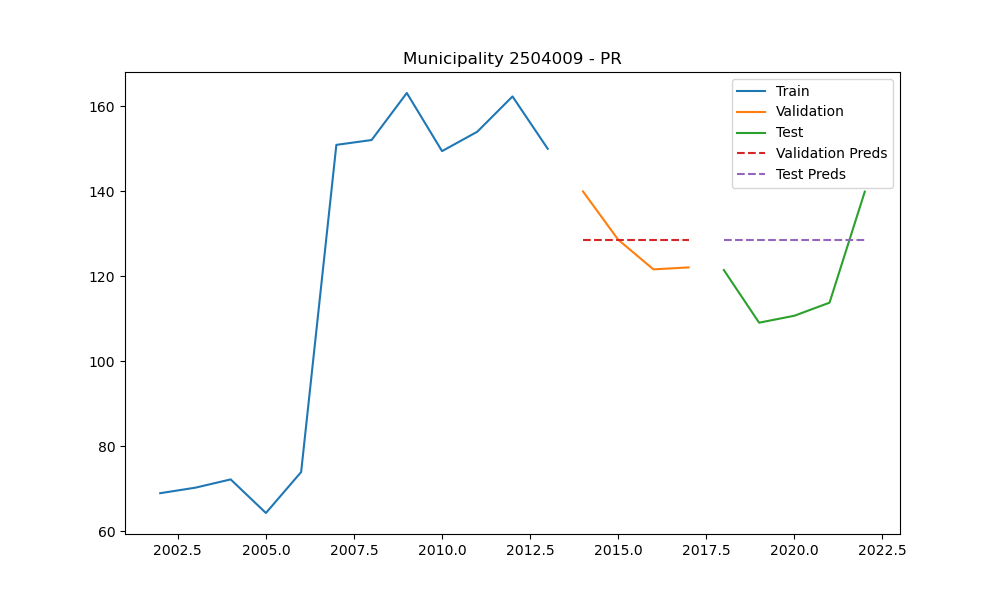 Municipality 2504009 - PR
Train
Validation
Test
Validation Preds
Test Preds
160
140
120
100
80
60
2002.5 2005.0 2007.5 2010.0 2012.5 2015.0 2017.5 2020.0 2022.5